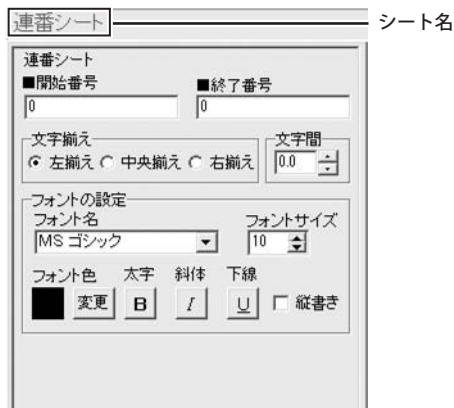 連番シート
シート名
連番シート
■開始番号 ■終了番号
0 0
文字揃え 文字間
左揃え 中央揃え 右揃え 0.0
フォントの設定
フォント名 フォントサイズ
MS ゴシック 10
フォント色 太字 斜体 下線
変更 B I U 縦書き